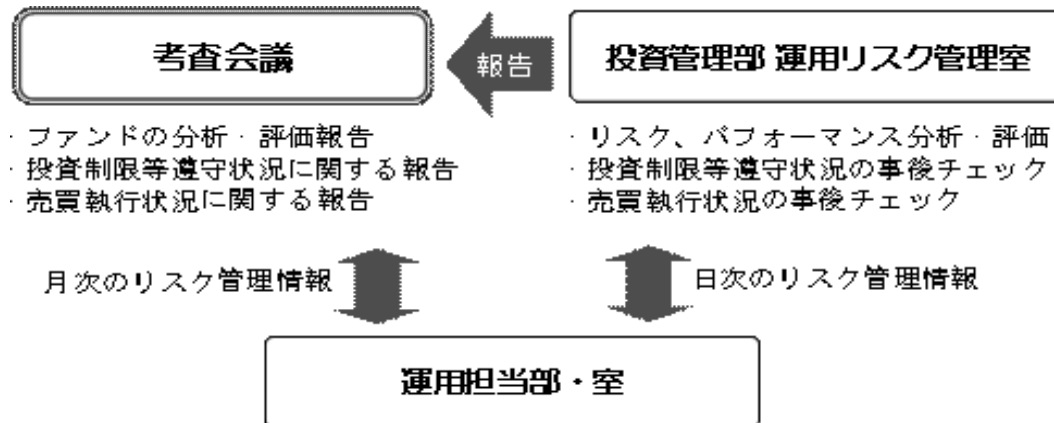 考査会議
報告
投資管理部 運用リスク管理室
・ファンドの分析・評価報告
・投資制限等遵守状況に関する報告
・売買執行状況に関する報告
・リスク、パフォーマンス分析・評価
・投資制限等遵守状況の事後チェック
・売買執行状況の事後チェック
月次のリスク管理情報
日次のリスク管理情報
運用担当部・室